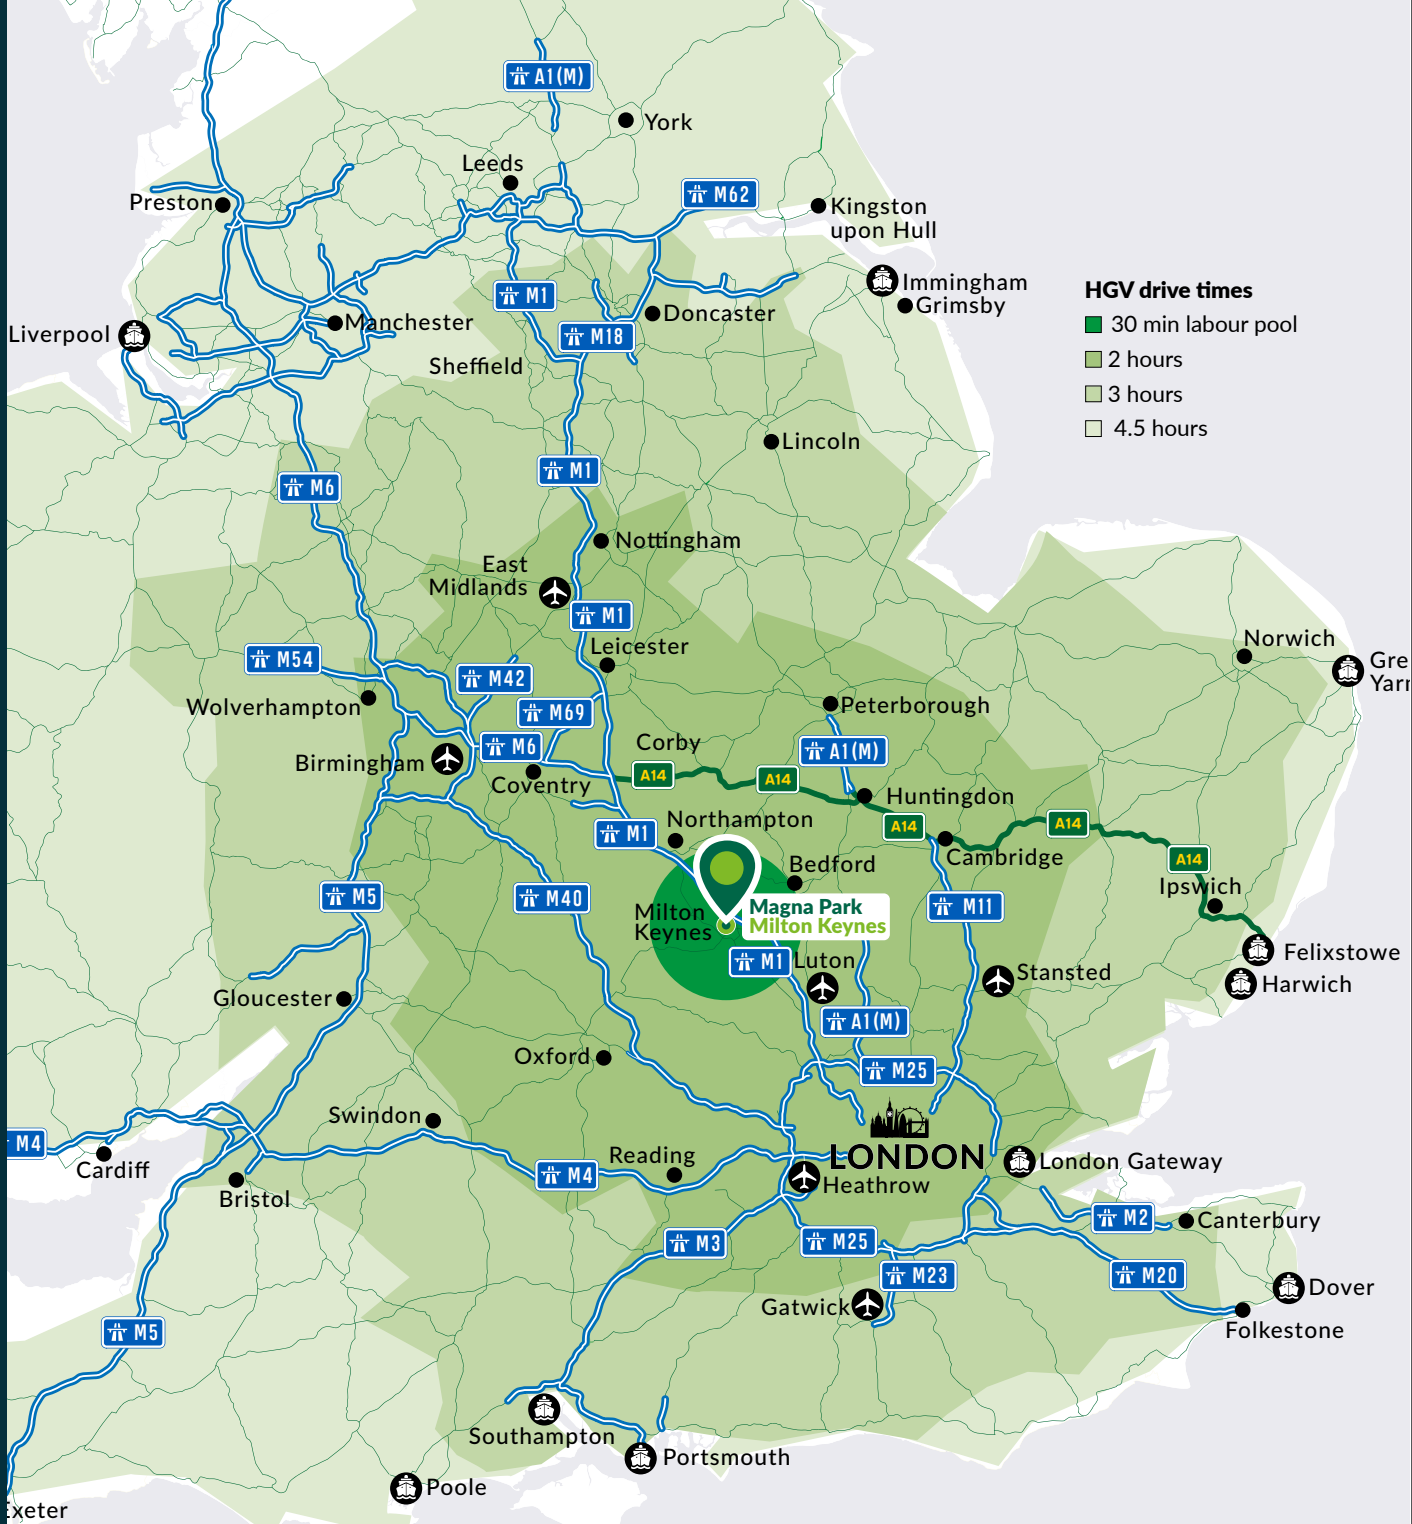 A1(M)
York
Leeds
M62
Preston
Kingston
upon Hull
Immingham
Grimsby
HGV drive times
30 min labour pool
2 hours
3 hours
4.5 hours
M1
Doncaster
Liverpool
Manchester
M18
Sheffield
Lincoln
M1
M6
Nottingham
East
Midlands
M1
Norwich
Leicester
Gre
Yarm
M54
M42
Wolverhampton
M69
Peterborough
Corby
M6
A1(M)
Birmingham
A14
A14
Coventry
Huntingdon
Northampton
A14
A14
M1
Cambridge
A14
Bedford
Ipswich
M5
M40
Magna Park
Milton Keynes
M11
Milton
Keynes
M1
Luton
Felixstowe
Stansted
Harwich
Gloucester
A1(M)
Oxford
M25
Swindon
M4
LONDON
Reading
London Gateway
Cardiff
M4
Heathrow
Bristol
M2
Canterbury
M3
M25
M23
M20
Dover
Gatwick
M5
Folkestone
Southampton
Portsmouth
Poole
Exeter